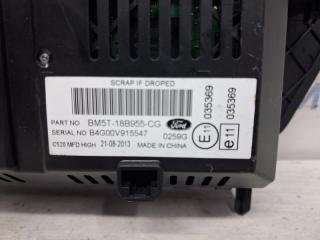 SCRAP IF DROPED
PART NO BM5T-18B955-CG Ford
SERIAL NO B4G00V915547 0259G
C520 MFD HIGH 21-08-2013 MADE IN CHINA
E11 035369
e11 035369